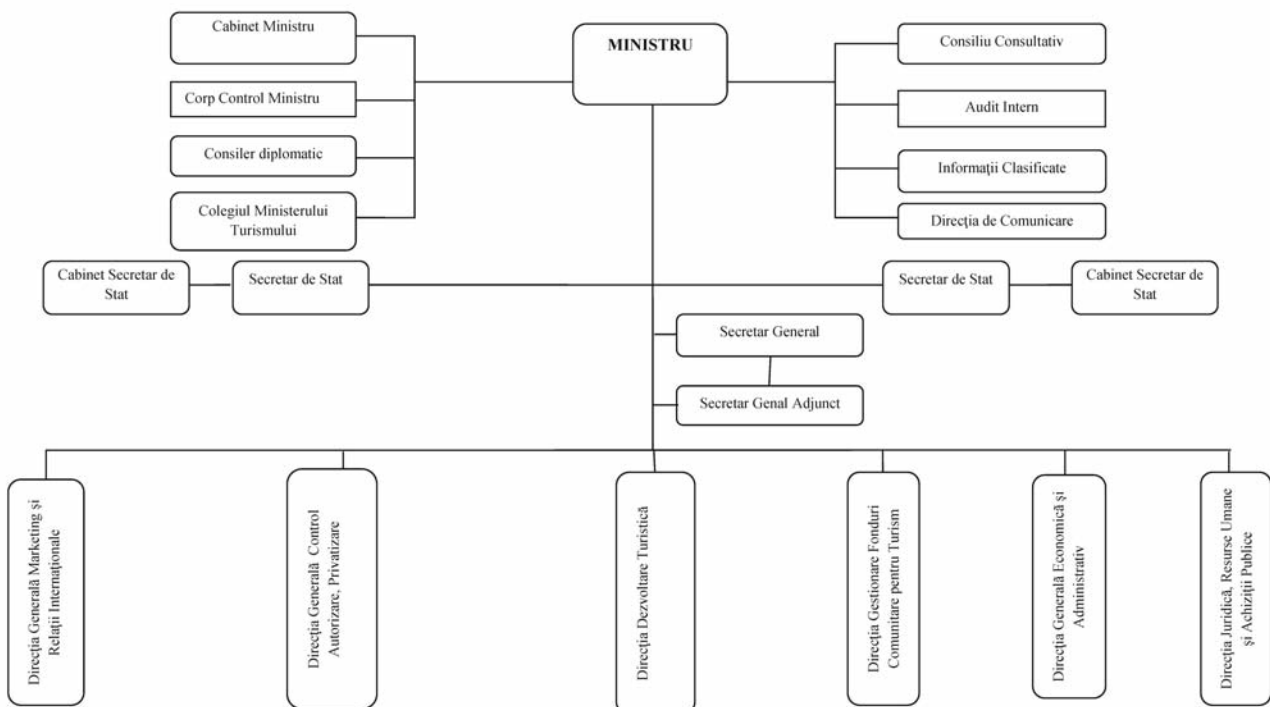 MINISTRU
Cabinet Ministru
Corp Control Ministru
Consiler diplomatic
Colegiul Ministerului
Turismului
Consiliu Consultativ
Audit Intern
Informaţii Clasificate
Direcţia de Comunicare
Cabinet Secretar de
Stat
Secretar de Stat
Secretar de Stat
Cabinet Secretar de
Stat
Secretar General
Secretar Genal Adjunct
Direcţia Generală Marketing şi
Relaţii Internaţionale
Direcţia Generală Control
Autorizare, Privatizare
Direcţia Dezvoltare Turistică
Direcţia Gestionare Fonduri
Comunitare pentru Turism
Direcţia Generală Economică şi
Administrativ
Direcţia Juridică, Resurse Umane
şi Achiziţii Publice